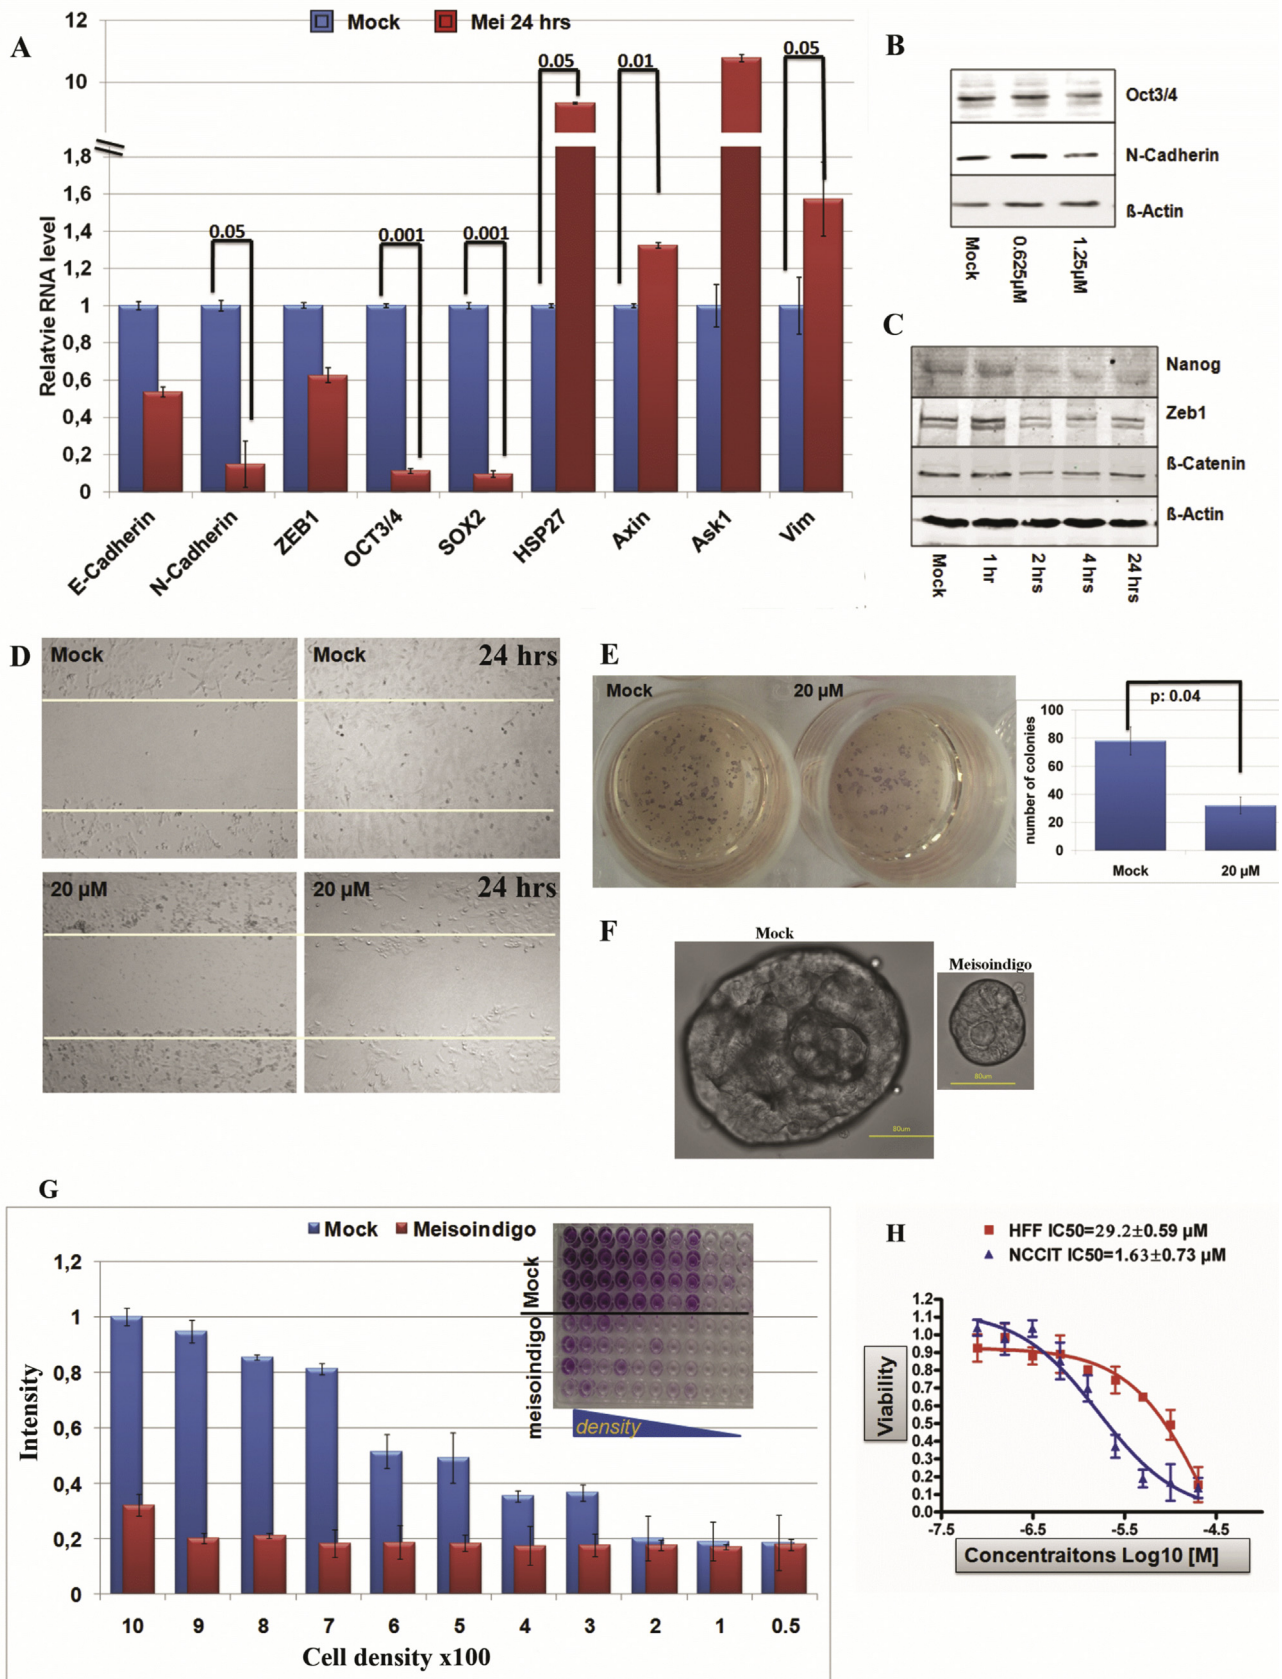 A
Mock Mei 24 hrs
12
10
1,8
1,6
1,4
1,2
1
0,8
0,6
0,4
0,2
0
Relatvie RNA level
0.05
0.001
0.001
0.05
0.01
0.05
E-Cadherin
N-Cadherin
ZEB1
OCT3/4
SOX2
HSP27
Axin
Ask1
Vim
B
Oct3/4
N-Cadherin
ß-Actin
Mock
0.625µM
1.25µM
C
Nanog
Zeb1
ß-Catenin
ß-Actin
Mock
1 hr
2 hrs
4 hrs
24 hrs
D
Mock
Mock 24 hrs
20 µM
20 µM 24 hrs
E
Mock 20 µM
p: 0.04
number of colonies
100
80
60
40
20
0
Mock 20 µM
F
Mock
80um
Meisoindigo
80um
G
Mock Meisoindigo
1,2
1
0,8
0,6
0,4
0,2
0
Intensity
Mock
meisoindigo
density
10 9 8 7 6 5 4 3 2 1 0.5
Cell density x100
H
HFF IC50=29.2±0.59 µM
NCCIT IC50=1.63±0.73 µM
1.2
1.1
1.0
0.9
0.8
0.7
0.6
0.5
0.4
0.3
0.2
0.1
0.0
Viability
-7.5 -6.5 -5.5 -4.5
Concentraitons Log10 [M]